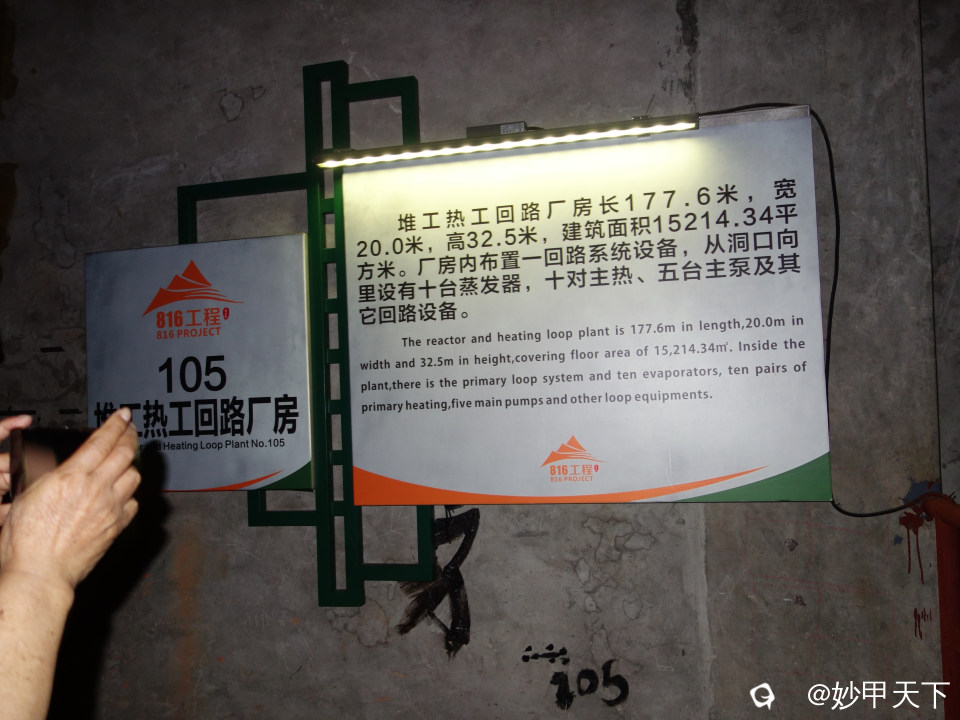 816工程
816 PROJECT
105
堆工热工回路厂房
Heating Loop Plant No.105
堆工热工回路厂房长177.6米，宽
20.0米，高32.5米，建筑面积15214.34平
方米。厂房内布置一回路系统设备，从洞口向
里设有十台蒸发器，十对主热、五台主泵及其
它回路设备。
The reactor and heating loop plant is 177.6m in length,20.0m in
width and 32.5m in height,covering floor area of 15,214.34㎡. Inside the
plant,there is the primary loop system and ten evaporators, ten pairs of
primary heating,five main pumps and other loop equipments.
816工程
816 PROJECT
105
@妙甲天下